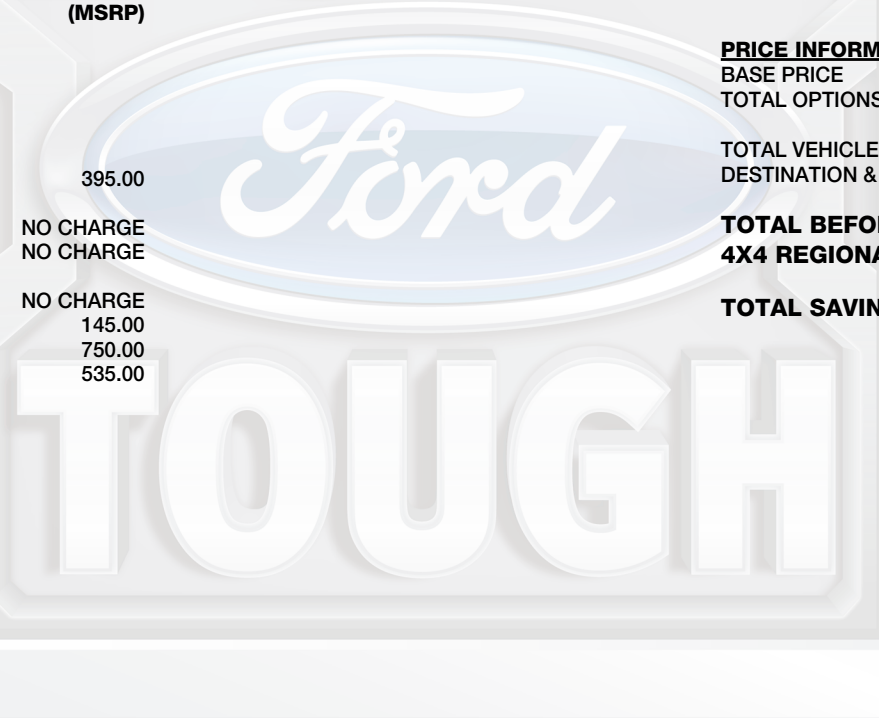 (MSRP)
395.00
NO CHARGE
NO CHARGE
NO CHARGE
145.00
750.00
535.00
PRICE INFORM
BASE PRICE
TOTAL OPTIONS
TOTAL VEHICLE
DESTINATION &
TOTAL BEFO
4X4 REGIONA
TOTAL SAVIN
Ford
TOUGH